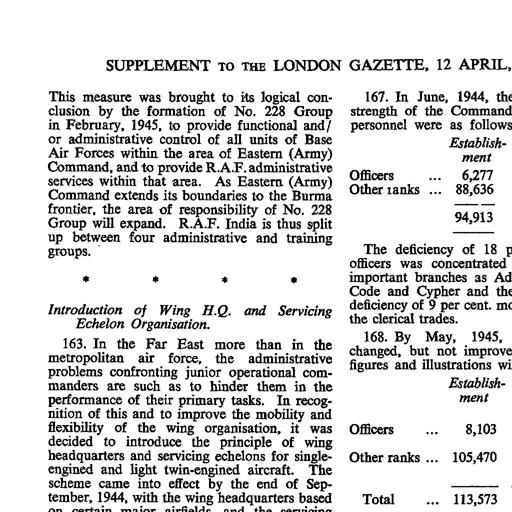 SUPPLEMENT TO THE LONDON GAZETTE, 12 APRIL,
This measure was brought to its logical con-
clusion by the formation of No. 228 Group
in February, 1945, to provide functional and/
or administrative control of all units of Base
Air Forces within the area of Eastern (Army)
Command, and to provide R.A.F. administrative
services within that area. As Eastern (Army)
Command extends its boundaries to the Burma
frontier, the area of responsibility of No. 228
Group will expand. R.A.F. India is thus split
up between four administrative and training
groups.
* * * *
Introduction of Wing H.Q. and Servicing
Echelon Organisation.
163. In the Far East more than in the
metropolitan air force, the administrative
problems confronting junior operational com-
manders are such as to hinder them in the
performance of their primary tasks. In recog-
nition of this and to improve the mobility and
flexibility of the wing organisation, it was
decided to introduce the principle of wing
headquarters and servicing echelons for single-
engined and light twin-engined aircraft. The
scheme came into effect by the end of Sep-
tember, 1944, with the wing headquarters based
on certain major airfields, and the servicing
167. In June, 1944, the
strength of the Command
personnel were as follows
Establish-
ment
Officers 6,277
Other ranks ... 88,636
94,913
The deficiency of 18 p
officers was concentrated
important branches as Ad
Code and Cypher and the
deficiency of 9 per cent. mo
the clerical trades.
168. By May, 1945,
changed, but not improve
figures and illustrations wi
Establish-
ment
Officers ... 8,103
Other ranks ... 105,470
Total ... 113,573